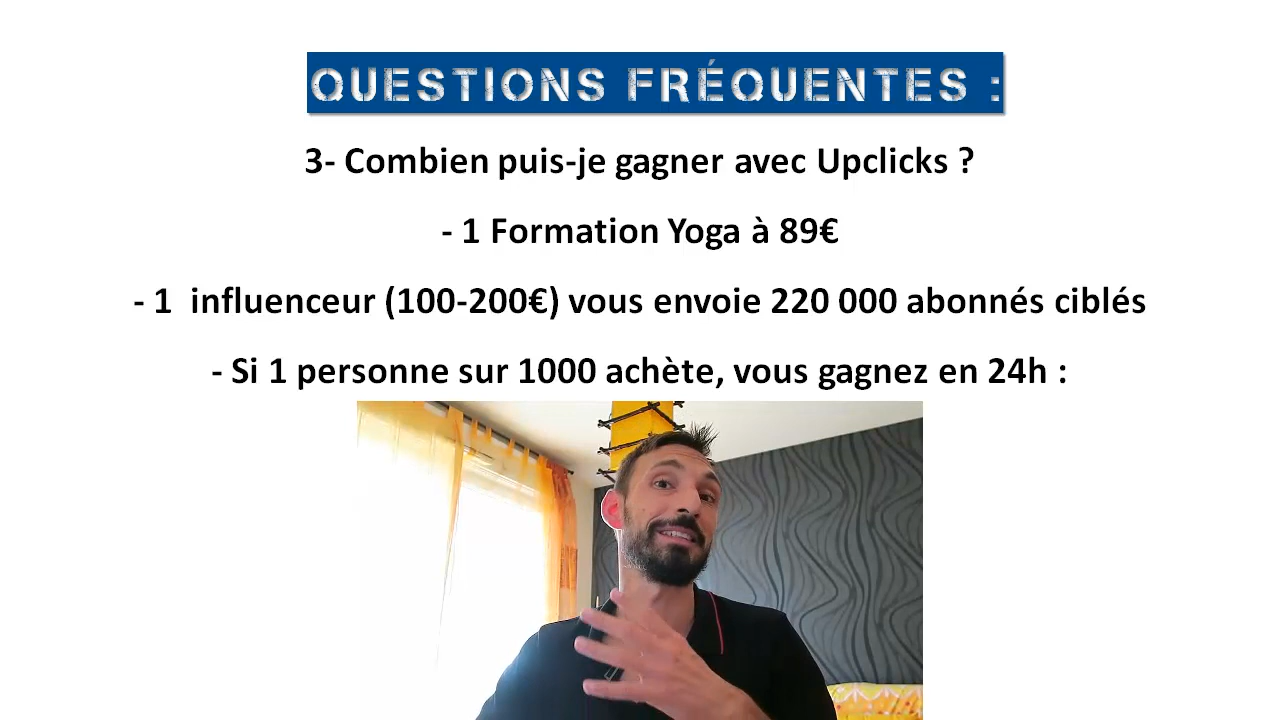 QUESTIONS FRÉQUENTES :
3- Combien puis-je gagner avec Upclicks ?
- 1 Formation Yoga à 89€
- 1 influenceur (100-200€) vous envoie 220 000 abonnés ciblés
- Si 1 personne sur 1000 achète, vous gagnez en 24h :